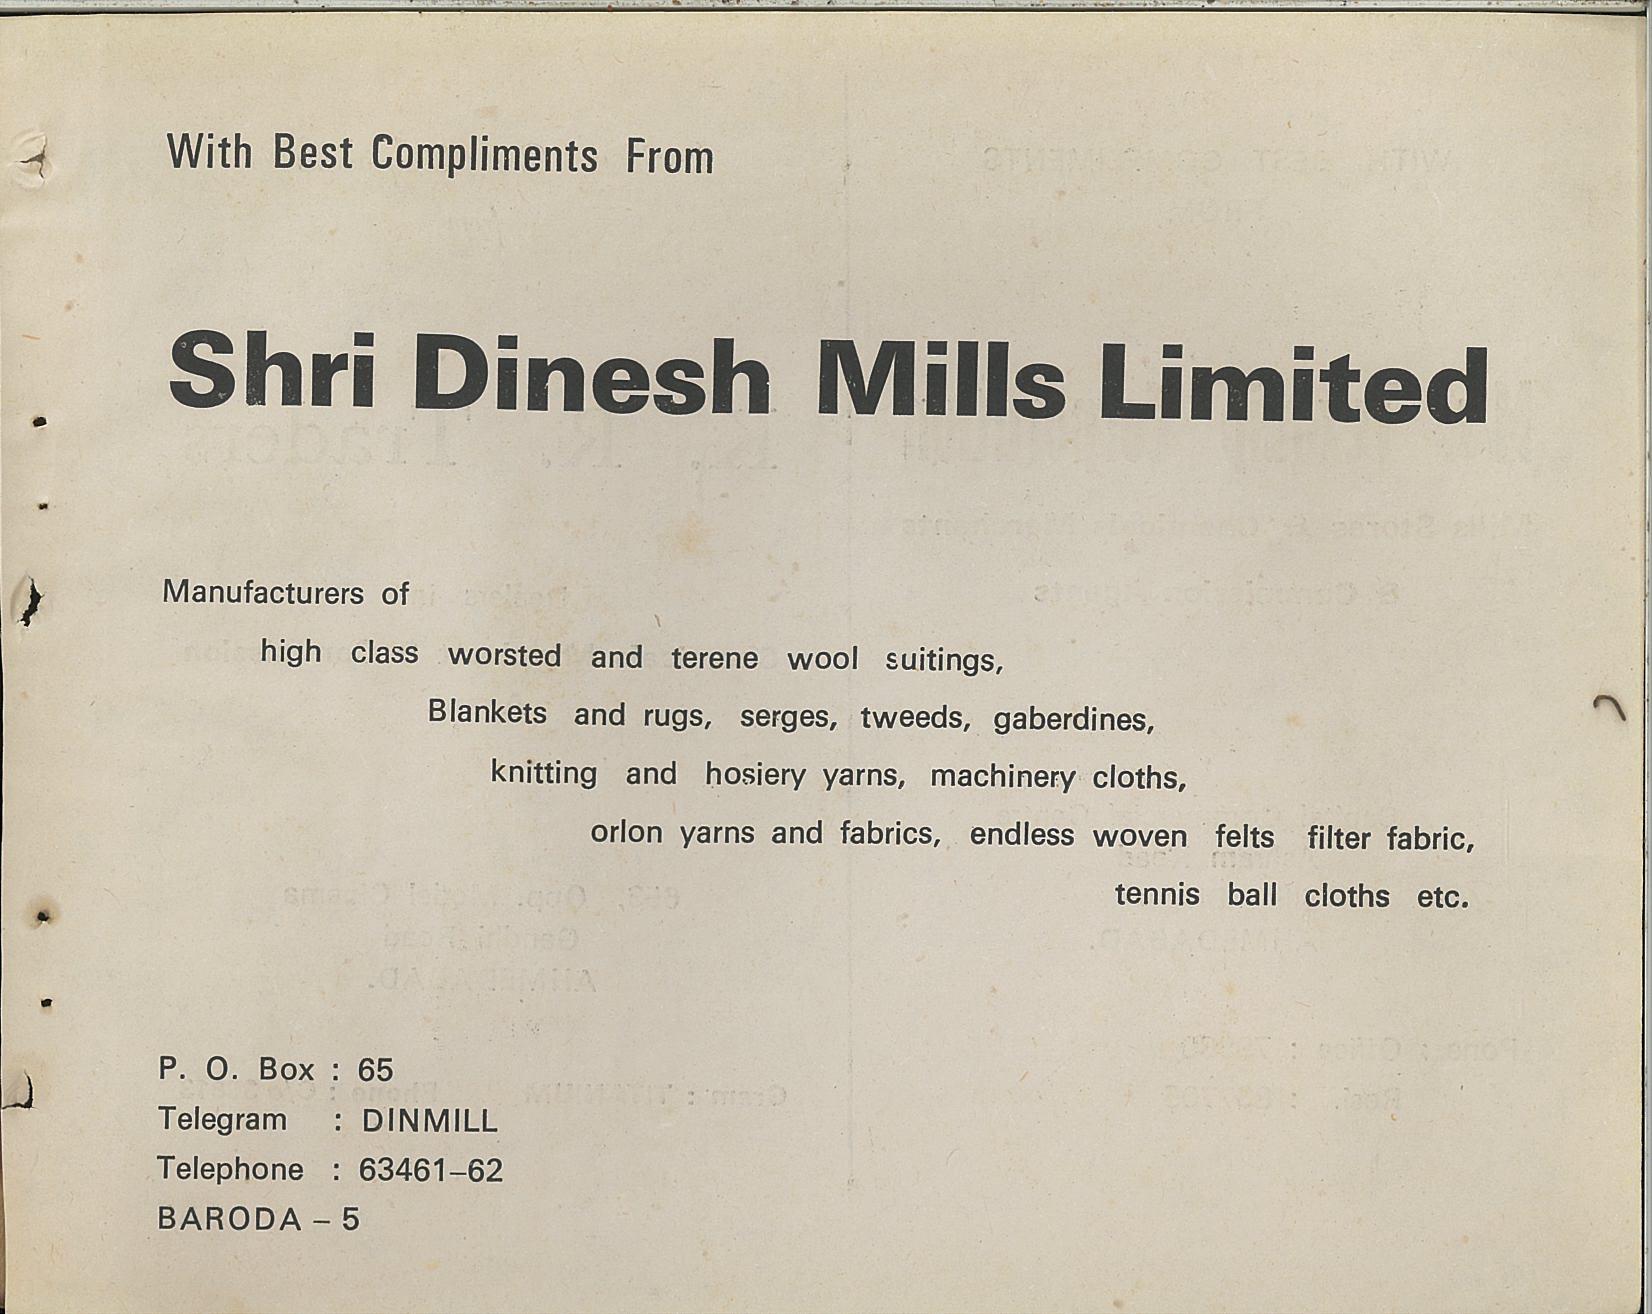 With Best Compliments From
Shri Dinesh Mills Limited
Manufacturers of
high class worsted and terene wool suitings,
Blankets and rugs, serges, tweeds, gaberdines,
knitting and hosiery yarns, machinery cloths,
orlon yarns and fabrics, endless woven felts filter fabric,
tennis ball cloths etc.
P. O. Box : 65
Telegram : DINMILL
Telephone : 63461–62
BARODA – 5